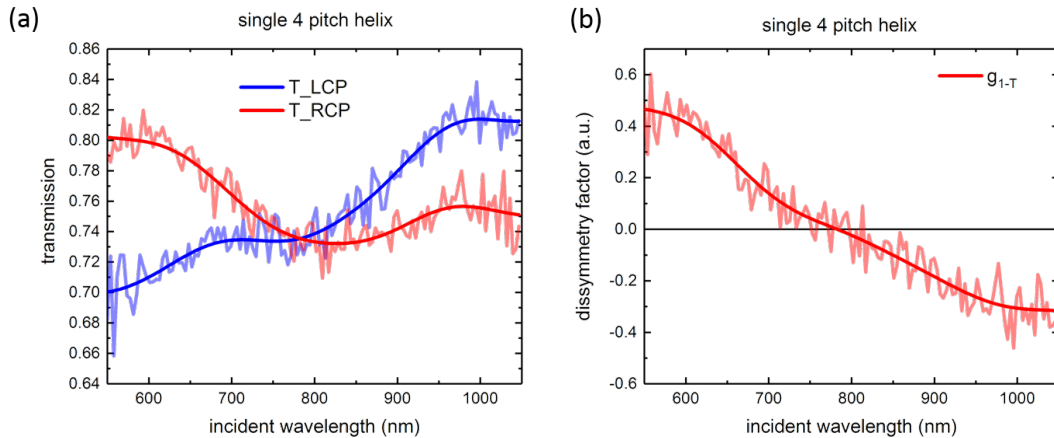 (a)
single 4 pitch helix
0.86
0.84
0.82
0.80
0.78
0.76
0.74
0.72
0.70
0.68
0.66
0.64
transmission
T_LCP
T_RCP
600 700 800 900 1000
incident wavelength (nm)
(b)
single 4 pitch helix
0.6
0.4
0.2
0.0
-0.2
-0.4
-0.6
dissymmetry factor (a.u.)
g1-T
600 700 800 900 1000
incident wavelength (nm)